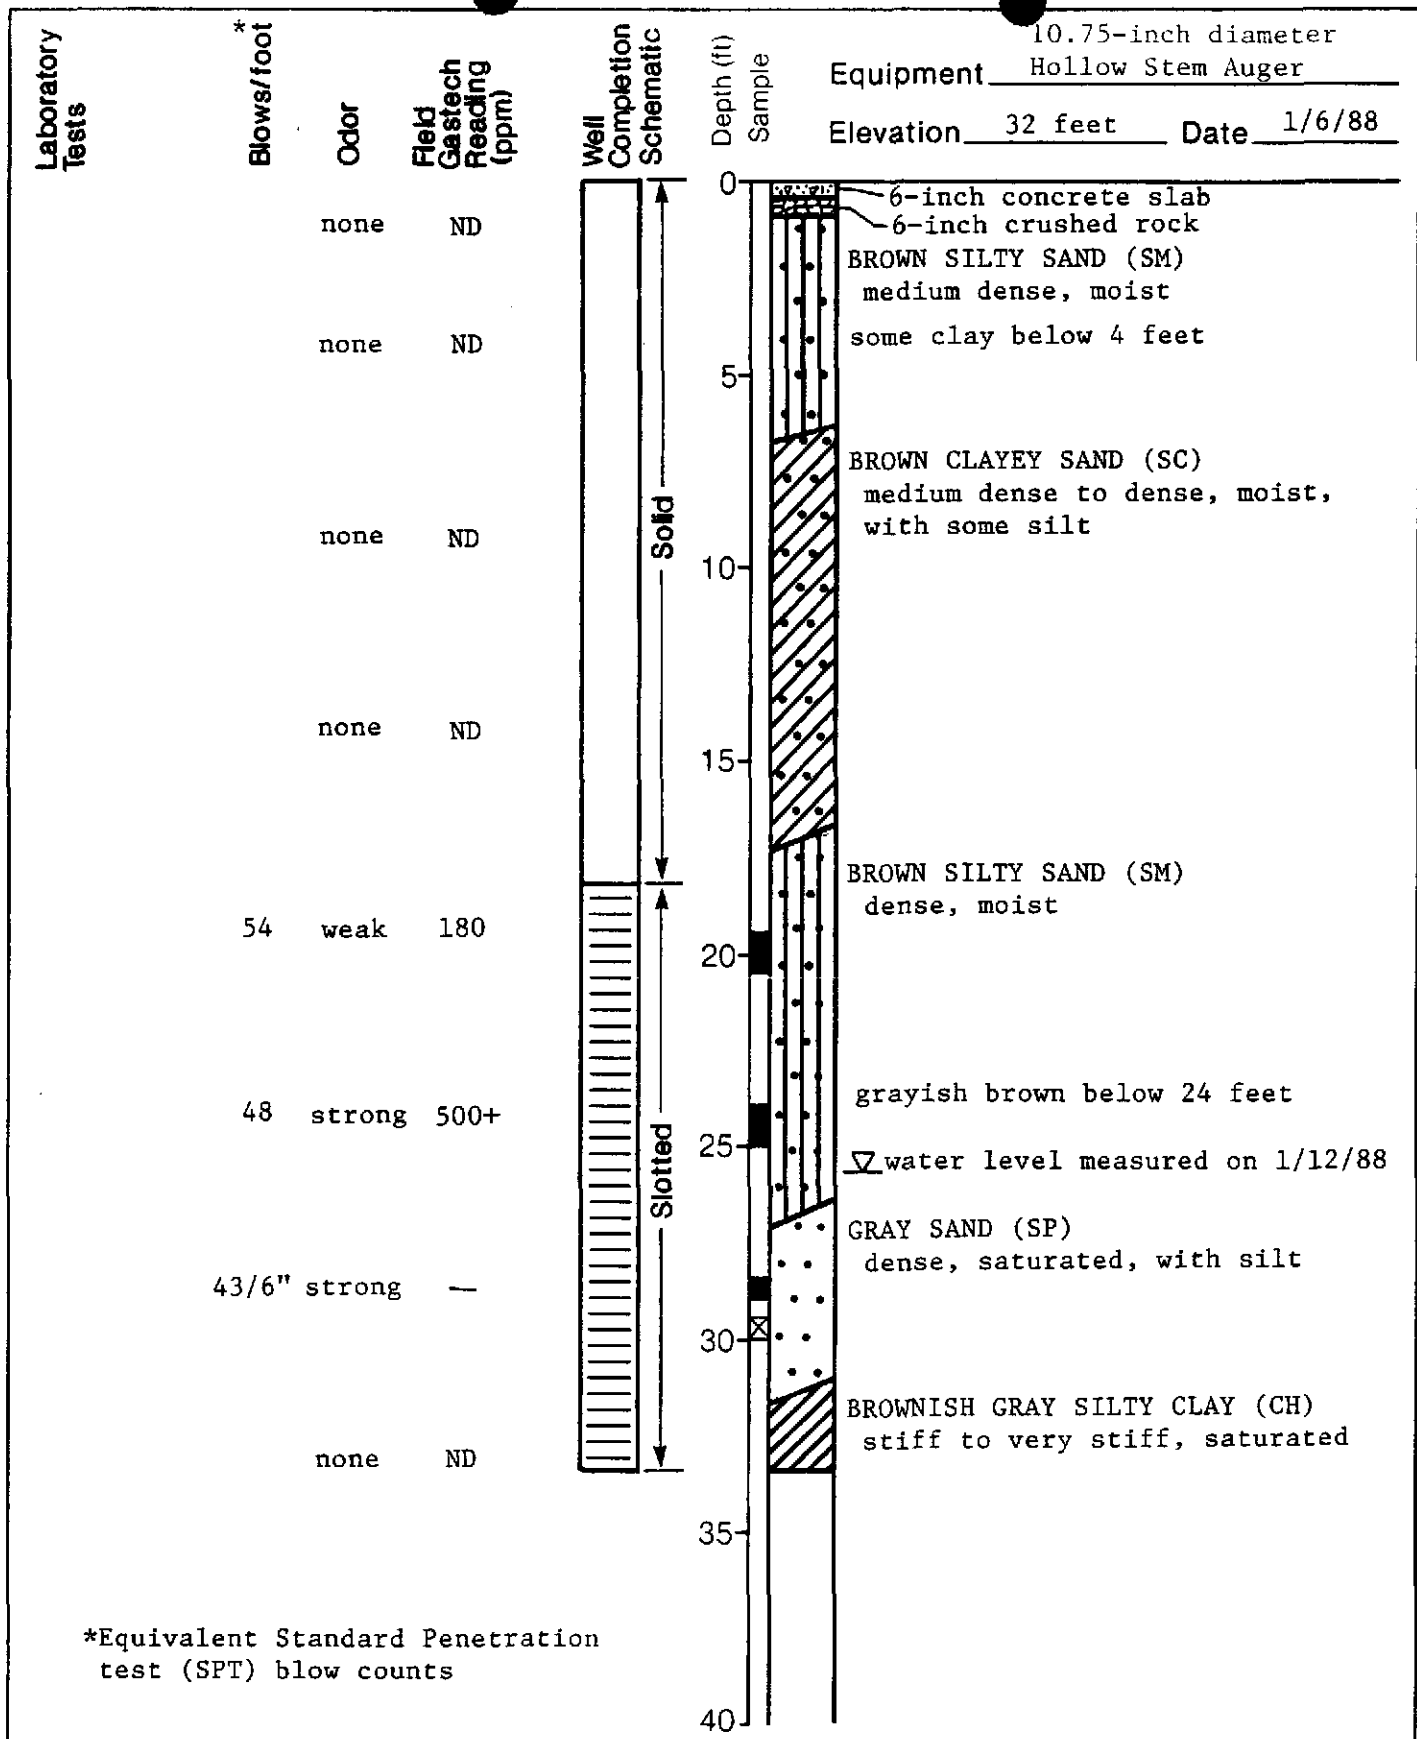 Laboratory
Tests
*
Blows/foot
Odor
Field
Gastech
Reading
(ppm)
Well
Completion
Schematic
Depth (ft)
Sample
10.75-inch diameter
Equipment Hollow Stem Auger
Elevation 32 feet Date 1/6/88
0
6-inch concrete slab
6-inch crushed rock
none ND
BROWN SILTY SAND (SM)
medium dense, moist
none ND
some clay below 4 feet
5
BROWN CLAYEY SAND (SC)
medium dense to dense, moist,
with some silt
none ND
Solid
10
none ND
15
BROWN SILTY SAND (SM)
dense, moist
54 weak 180
20
grayish brown below 24 feet
48 strong 500+
25
water level measured on 1/12/88
Slotted
GRAY SAND (SP)
dense, saturated, with silt
43/6" strong —
30
BROWNISH GRAY SILTY CLAY (CH)
stiff to very stiff, saturated
none ND
35
*Equivalent Standard Penetration
test (SPT) blow counts
40